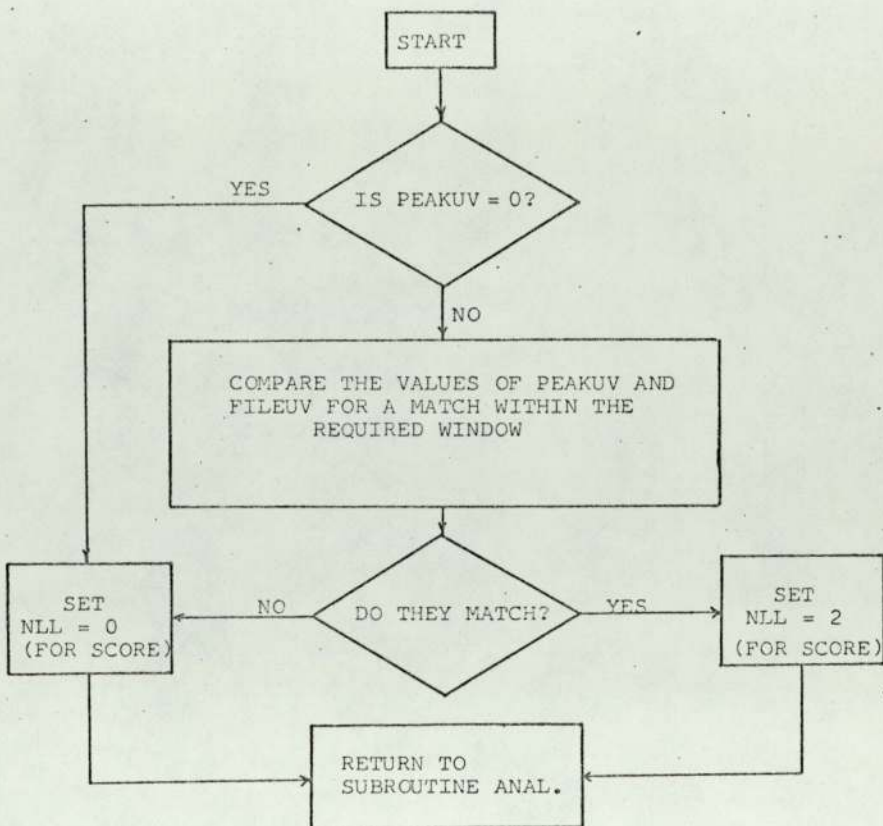 START
IS PEAKUV = 0?
YES
NO
COMPARE THE VALUES OF PEAKUV AND
FILEUV FOR A MATCH WITHIN THE
REQUIRED WINDOW
DO THEY MATCH?
NO
YES
SET
NLL = 0
(FOR SCORE)
SET
NLL = 2
(FOR SCORE)
RETURN TO
SUBROUTINE ANAL.